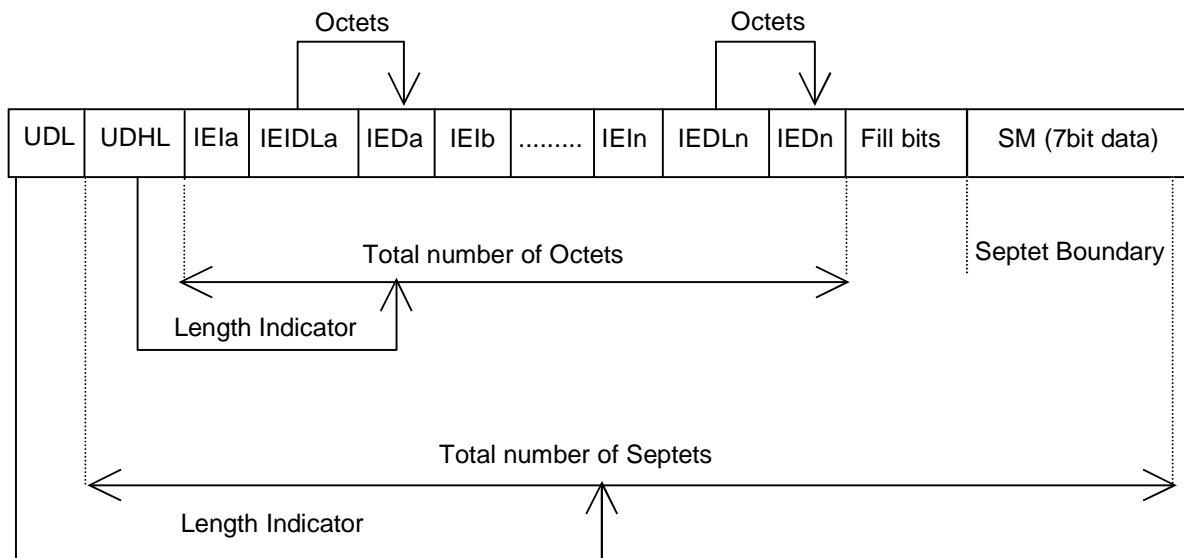 Octets Octets
UDL UDHL IEIa IEIDLa IEDa IEIb ......... IEIn IEDLn IEDn Fill bits SM (7bit data)
Total number of Octets
Septet Boundary
Length Indicator
Total number of Septets
Length Indicator